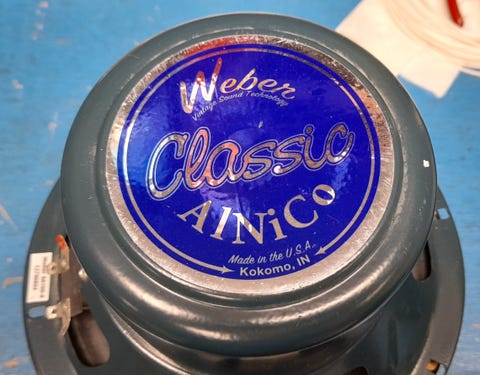 Weber
Vintage Sound Technology
Classic
AlNiCo
Made in the U.S.A.
Kokomo, IN